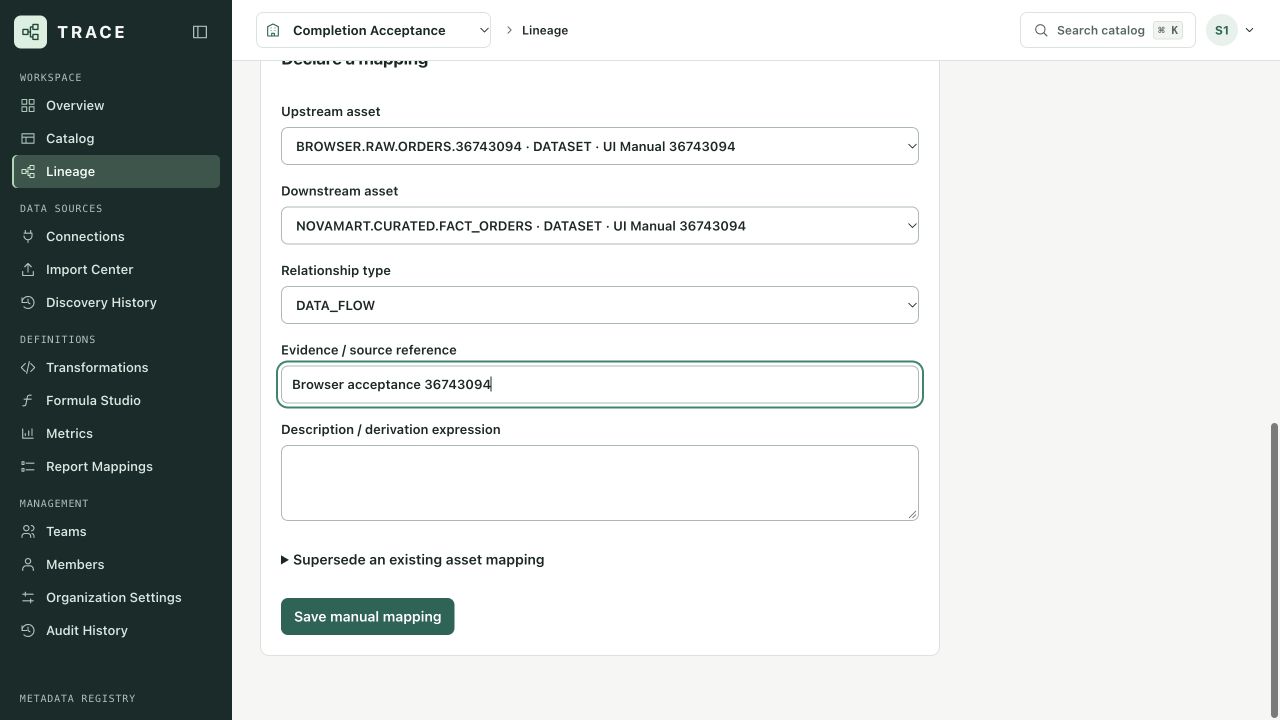 TRACE
WORKSPACE
Overview
Catalog
Lineage
DATA SOURCES
Connections
Import Center
Discovery History
DEFINITIONS
Transformations
Formula Studio
Metrics
Report Mappings
MANAGEMENT
Teams
Members
Organization Settings
Audit History
METADATA REGISTRY
Completion Acceptance
Lineage
Search catalog ⌘ K
S1
Declare a mapping
Upstream asset
BROWSER.RAW.ORDERS.36743094 · DATASET · UI Manual 36743094
Downstream asset
NOVAMART.CURATED.FACT_ORDERS · DATASET · UI Manual 36743094
Relationship type
DATA_FLOW
Evidence / source reference
Browser acceptance 36743094
Description / derivation expression
Supersede an existing asset mapping
Save manual mapping